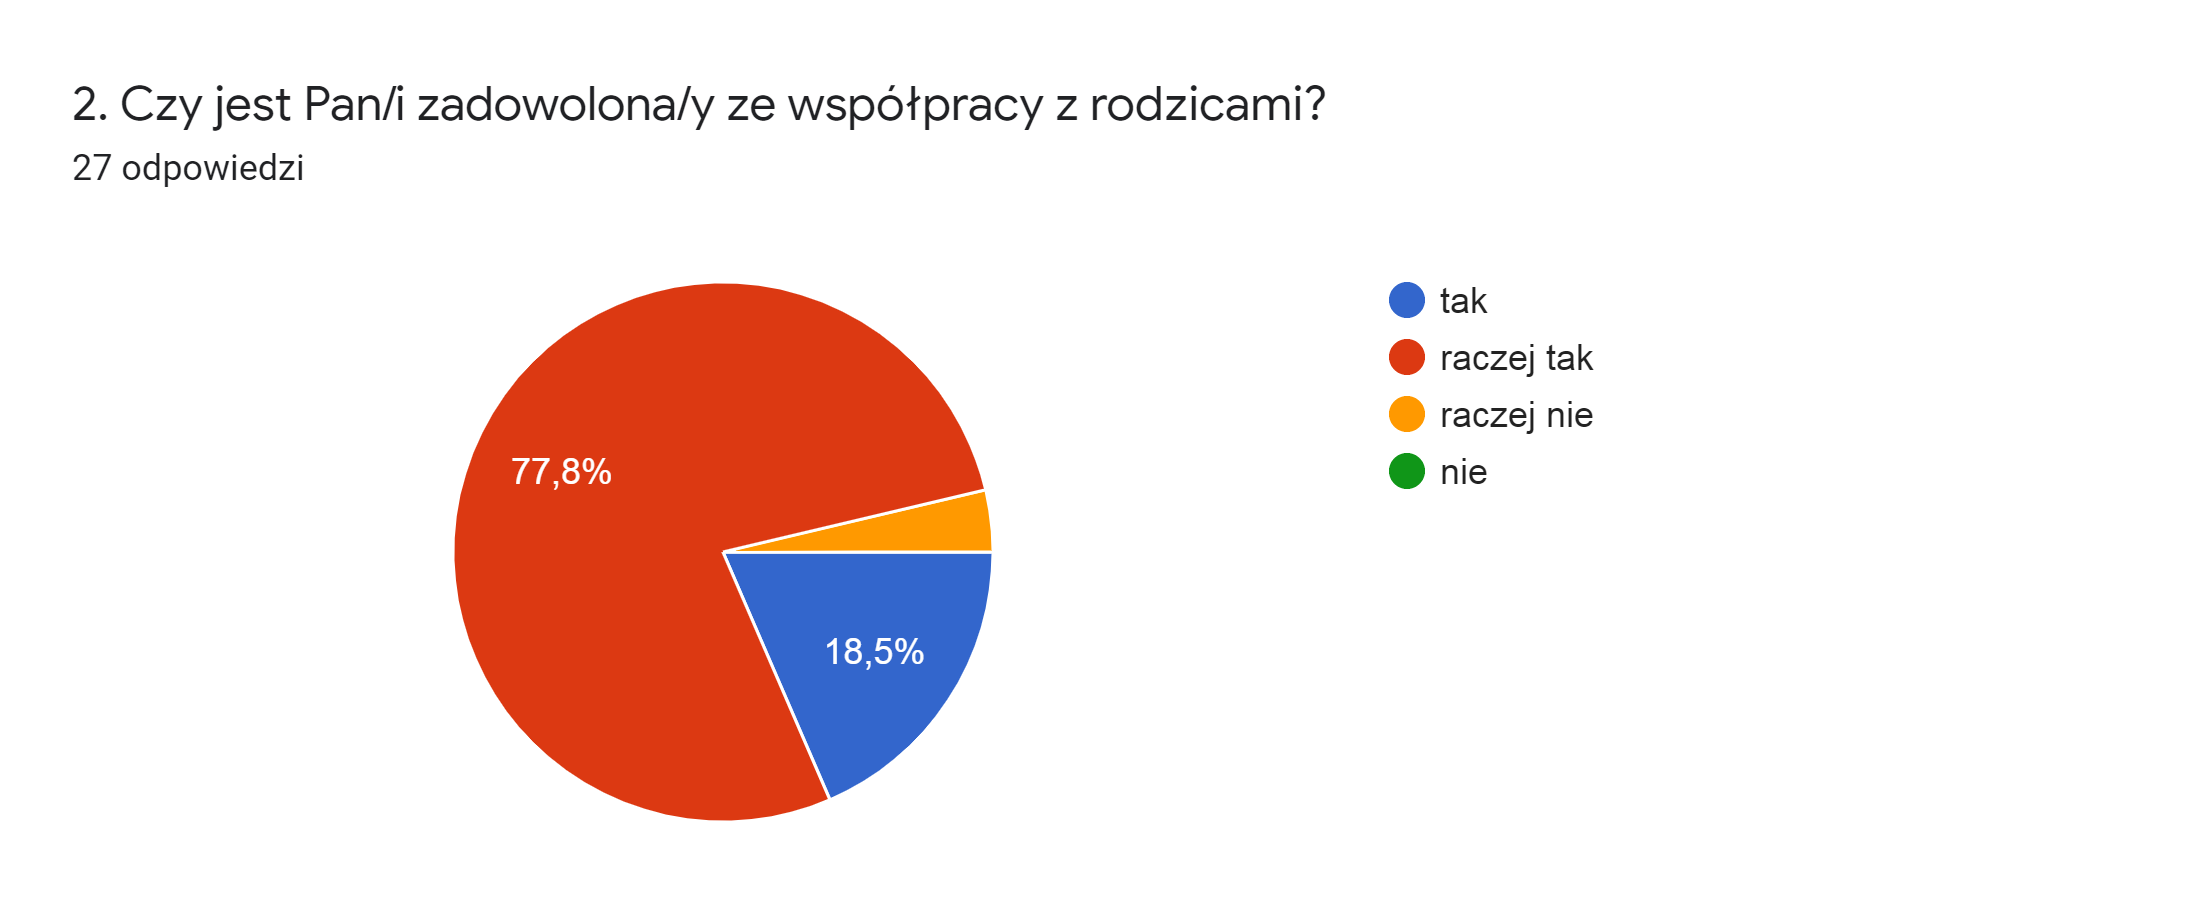 2. Czy jest Pan/i zadowolona/y ze współpracy z rodzicami?
27 odpowiedzi
tak
raczej tak
raczej nie
nie
77,8%
18,5%